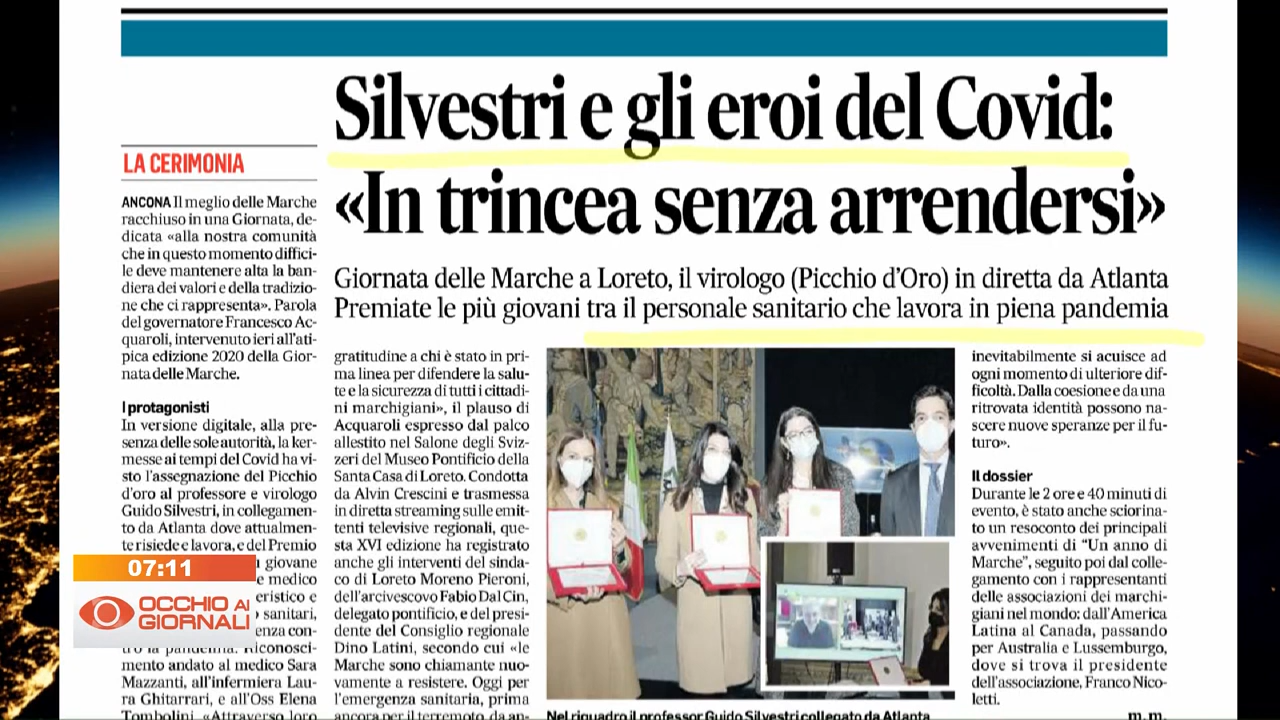 Silvestri e gli eroi del Covid:
«In trincea senza arrendersi»
Giornata delle Marche a Loreto, il virologo (Picchio d’Oro) in diretta da Atlanta
Premiate le più giovani tra il personale sanitario che lavora in piena pandemia
LA CERIMONIA
ANCONA Il meglio delle Marche
racchiuso in una Giornata, de-
dicata «alla nostra comunità
che in questo momento diffici-
le deve mantenere alta la ban-
diera dei valori e della tradizio-
ne che ci rappresenta». Parola
del governatore Francesco Ac-
quaroli, intervenuto ieri all’ati-
pica edizione 2020 della Gior-
nata delle Marche.
I protagonisti
In versione digitale, alla pre-
senza delle sole autorità, la ker-
messe ai tempi del Covid ha vi-
sto l’assegnazione del Picchio
d’oro al professore e virologo
Guido Silvestri, in collegamen-
to da Atlanta dove attualmen-
te risiede e lavora, e del Premio
giovane
e medico
eristico e
sanitari,
enza con-
tro la pandemia. Riconosci-
mento andato al medico Sara
Mazzanti, all’infermiera Lau-
ra Ghitarrari, e all’Oss Elena
Tombolini. «Attraverso loro
gratitudine a chi è stato in pri-
ma linea per difendere la salu-
te e la sicurezza di tutti i cittadi-
ni marchigiani», il plauso di
Acquaroli espresso dal palco
allestito nel Salone degli Sviz-
zeri del Museo Pontificio della
Santa Casa di Loreto. Condotta
da Alvin Crescini e trasmessa
in diretta streaming sulle emit-
tenti televisive regionali, que-
sta XVI edizione ha registrato
anche gli interventi del sinda-
co di Loreto Moreno Pieroni,
dell’arcivescovo Fabio Dal Cin,
delegato pontificio, e del presi-
dente del Consiglio regionale
Dino Latini, secondo cui «le
Marche sono chiamante nuo-
vamente a resistere. Oggi per
l’emergenza sanitaria, prima
ancora per il terremoto, da an-
Nel riquadro il professor Guido Silvestri collegato da Atlanta
inevitabilmente si acuisce ad
ogni momento di ulteriore dif-
ficoltà. Dalla coesione e da una
ritrovata identità possono na-
scere nuove speranze per il fu-
turo».
Il dossier
Durante le 2 ore e 40 minuti di
evento, è stato anche sciorina-
to un resoconto dei principali
avvenimenti di “Un anno di
Marche”, seguito poi dal colle-
gamento con i rappresentanti
delle associazioni dei marchi-
giani nel mondo: dall’America
Latina al Canada, passando
per Australia e Lussemburgo,
dove si trova il presidente
dell’associazione, Franco Nico-
letti.
m. m.
07:11
OCCHIO AI
GIORNALI